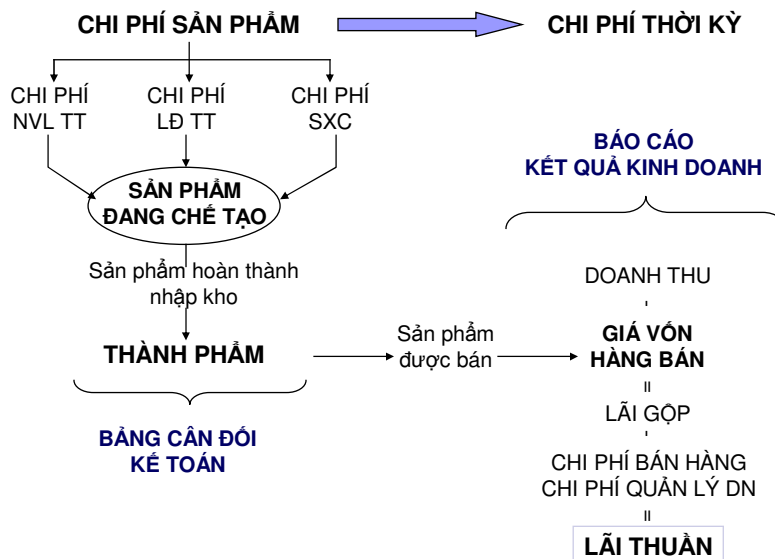 CHI PHÍ SẢN PHẨM
CHI PHÍ THỜI KỲ
CHI PHÍ
NVL TT
CHI PHÍ
LĐ TT
CHI PHÍ
SXC
SẢN PHẨM
ĐANG CHẾ TẠO
Sản phẩm hoàn thành
nhập kho
THÀNH PHẨM
BẢNG CÂN ĐỐI
KẾ TOÁN
Sản phẩm
được bán
BÁO CÁO
KẾT QUẢ KINH DOANH
DOANH THU
-
GIÁ VỐN
HÀNG BÁN
=
LÃI GỘP
-
CHI PHÍ BÁN HÀNG
CHI PHÍ QUẢN LÝ DN
=
LÃI THUẦN